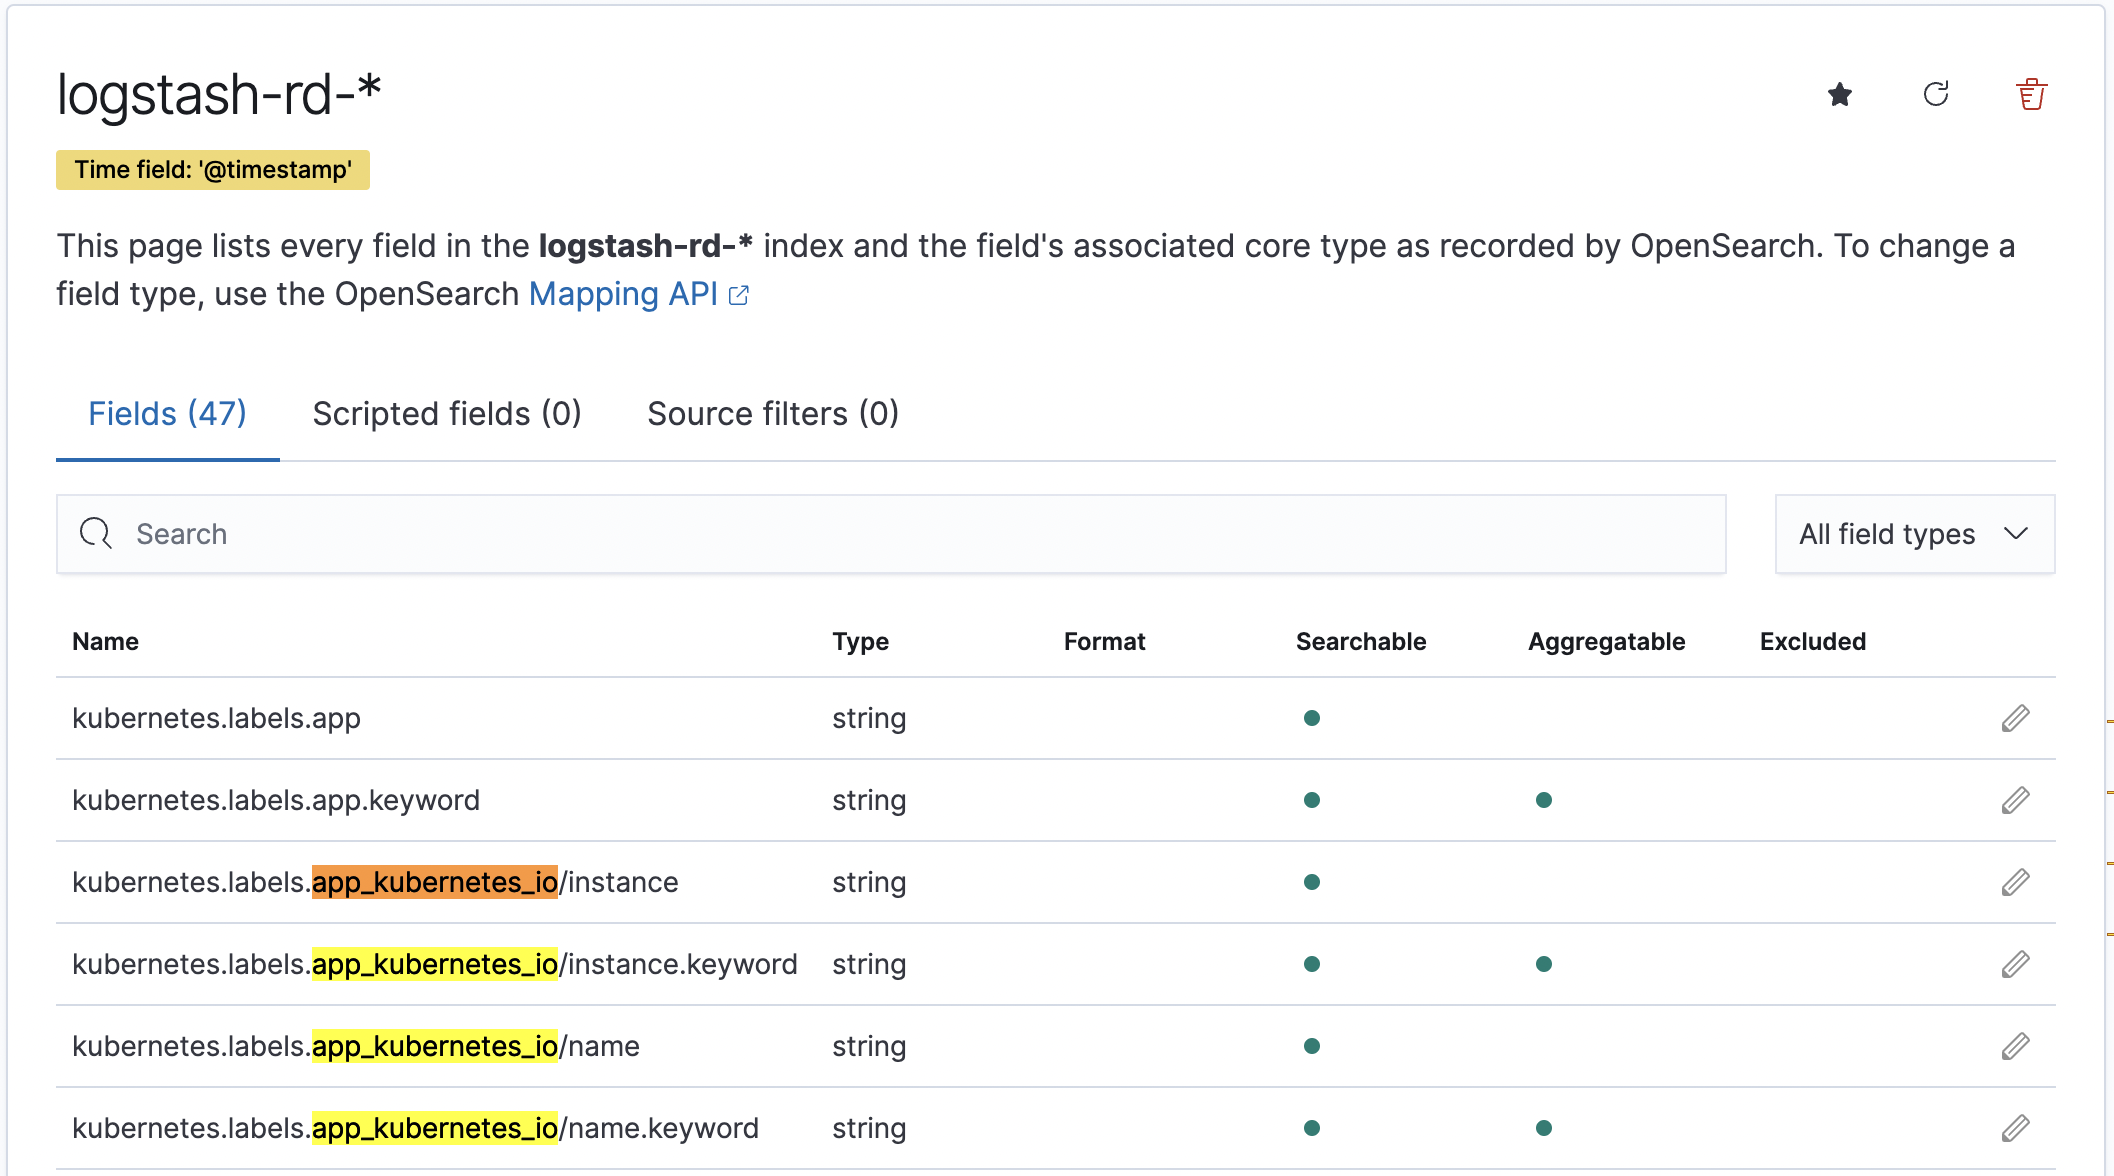 logstash-rd-*
Time field: '@timestamp'
This page lists every field in the logstash-rd-* index and the field's associated core type as recorded by OpenSearch. To change a
field type, use the OpenSearch Mapping API
Fields (47) Scripted fields (0) Source filters (0)
Search All field types
Name Type Format Searchable Aggregatable Excluded
kubernetes.labels.app string
kubernetes.labels.app.keyword string
kubernetes.labels.app_kubernetes_io/instance string
kubernetes.labels.app_kubernetes_io/instance.keyword string
kubernetes.labels.app_kubernetes_io/name string
kubernetes.labels.app_kubernetes_io/name.keyword string